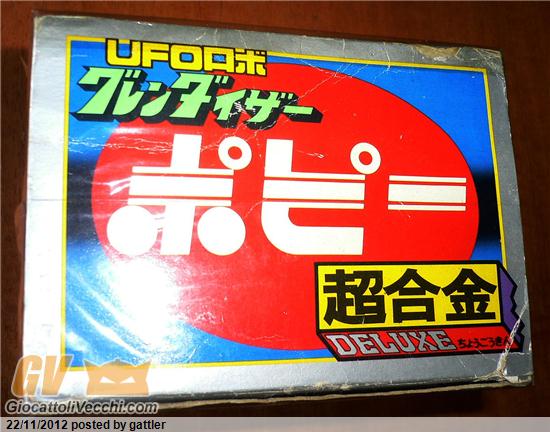 UFOロボ
グレンダイザー
ポピー
超合金
DELUXE ちょうごうきん
GV
GiocattoliVecchi.com
22/11/2012 posted by gattler